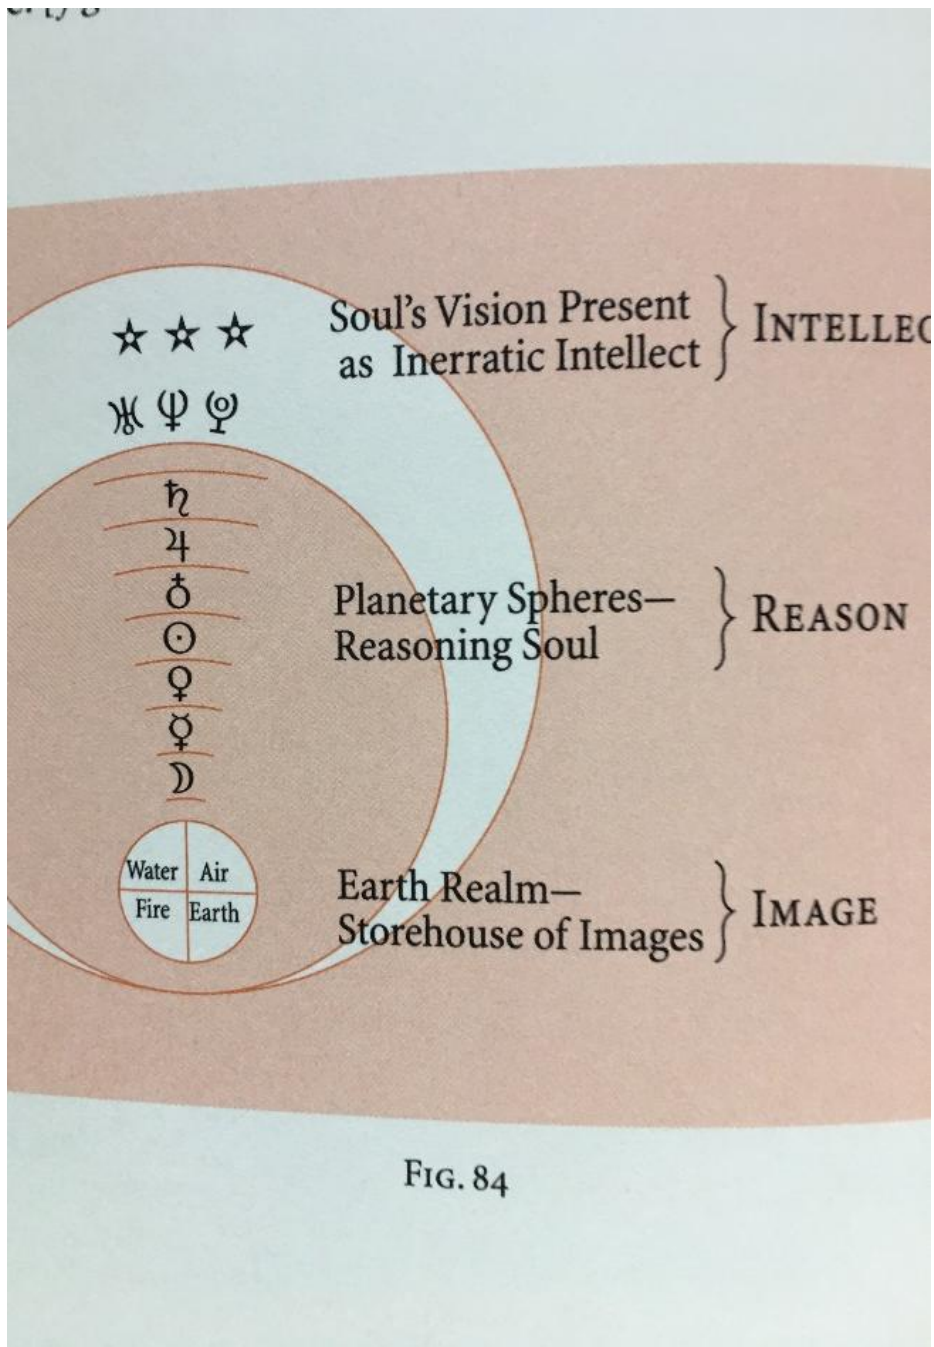 Soul's Vision Present
as Inerratic Intellect
INTELLEC
Planetary Spheres—
Reasoning Soul
REASON
Water Air
Fire Earth
Earth Realm—
Storehouse of Images
IMAGE
FIG. 84